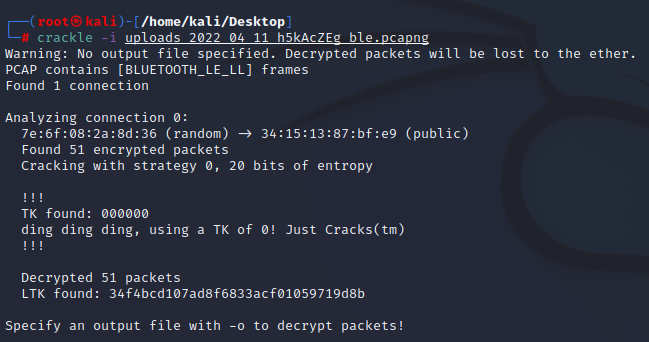 ┌──(root㉿kali)-[/home/kali/Desktop]
└─# crackle -i uploads_2022_04_11_h5kAcZEg_ble.pcapng
Warning: No output file specified. Decrypted packets will be lost to the ether.
PCAP contains [BLUETOOTH_LE_LL] frames
Found 1 connection

Analyzing connection 0:
  7e:6f:08:2a:8d:36 (random) -> 34:15:13:87:bf:e9 (public)
  Found 51 encrypted packets
  Cracking with strategy 0, 20 bits of entropy

  !!!
  TK found: 000000
  ding ding ding, using a TK of 0! Just Cracks(tm)
  !!!

  Decrypted 51 packets
  LTK found: 34f4bcd107ad8f6833acf01059719d8b

Specify an output file with -o to decrypt packets!